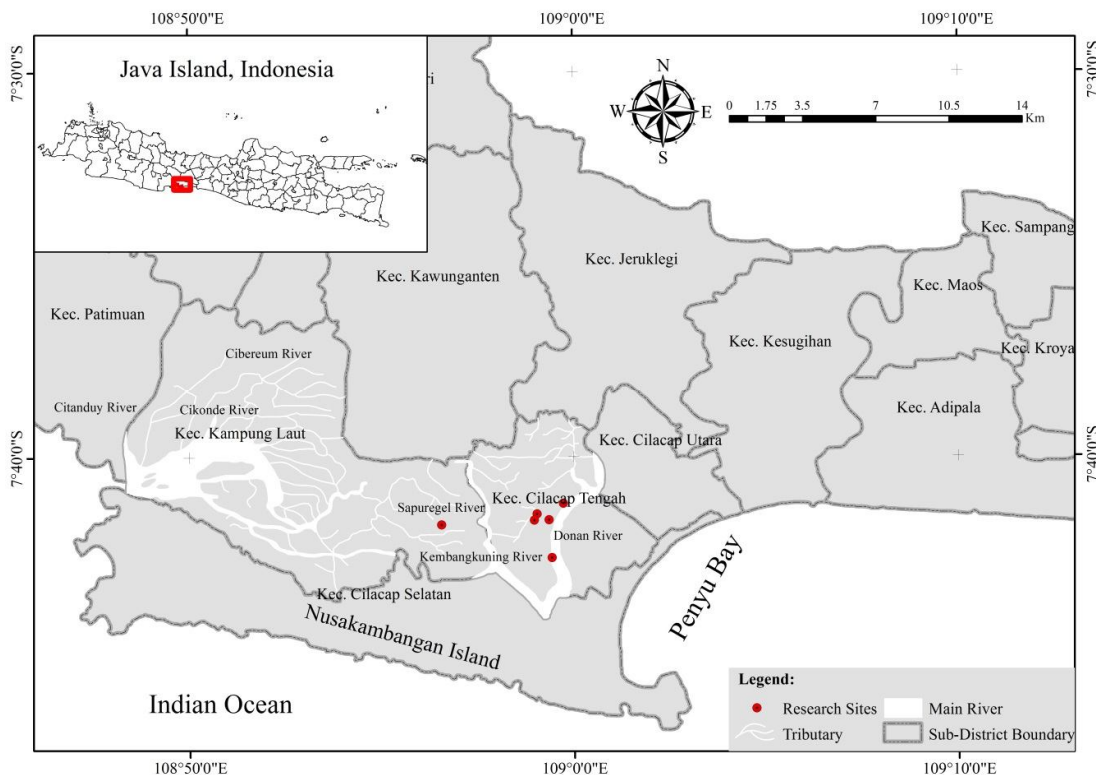 108°50'0"E
109°0'0"E
109°10'0"E
7°30'0"S
7°30'0"S
Java Island, Indonesia
N
W
E
S
0
1.75
3.5
7
10.5
14
Km
ri
Kec. Sampang
Kec. Jeruklegi
Kec. Kawunganten
Kec. Maos
Kec. Patimuan
Kec. Kesugihan
Kec. Kroya
Cibereum River
Citanduy River
Cikonde River
Kec. Adipala
Kec. Kampung Laut
Kec. Cilacap Utara
7°40'0"S
7°40'0"S
Kec. Cilacap Tengah
Sapuregel River
Donan River
Kembangkuning River
Kec. Cilacap Selatan
Penyu Bay
Nusakambangan Island
Indian Ocean
Legend:
Research Sites
Main River
Tributary
Sub-District Boundary
108°50'0"E
109°0'0"E
109°10'0"E